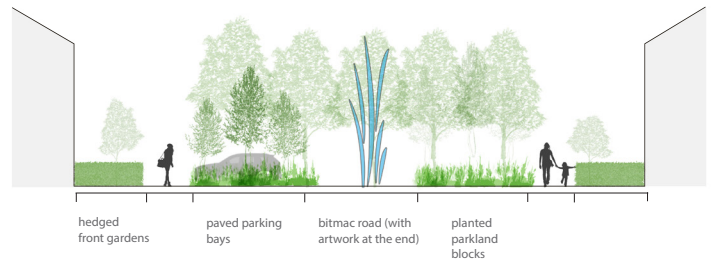 hedged
front gardens
paved parking
bays
bitmac road (with
artwork at the end)
planted
parkland
blocks